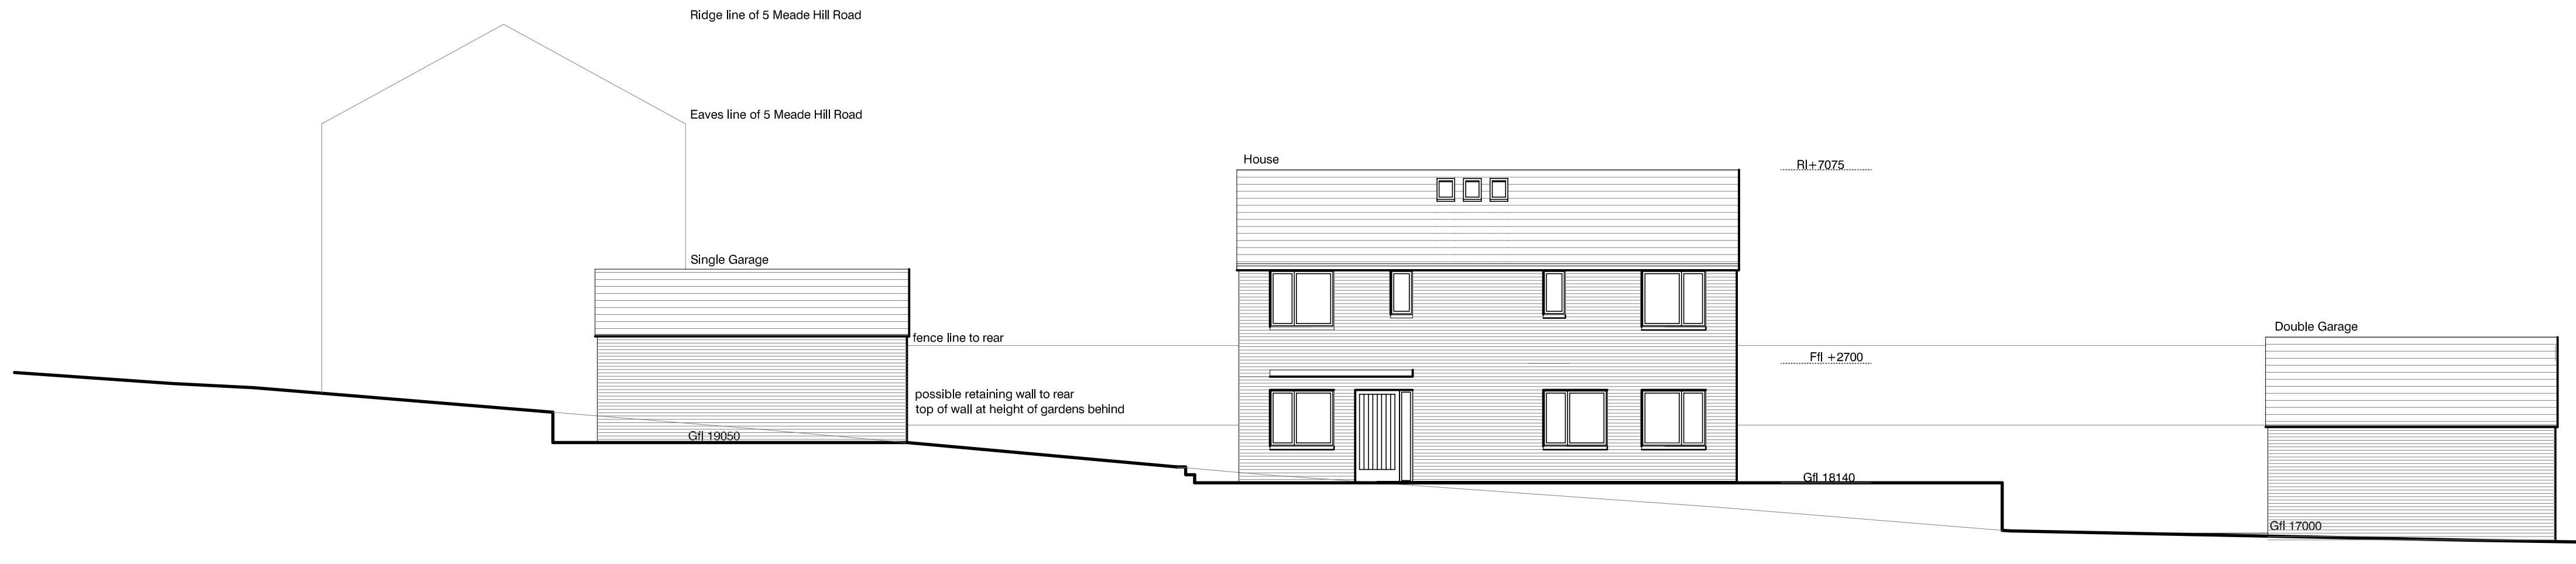 Ridge line of 5 Meade Hill Road
Eaves line of 5 Meade Hill Road
House
Rl+7075
Single Garage
Double Garage
fence line to rear
Ffl +2700
possible retaining wall to rear
top of wall at height of gardens behind
Gfl 19050
Gfl 18140
Gfl 17000